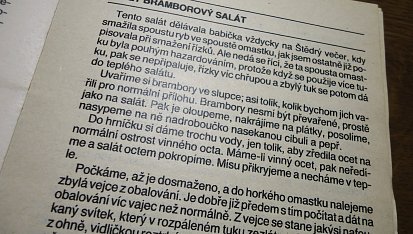 BRAMBOROVÝ SALÁT
Tento salát dělávala babička vždycky na Štědrý večer, kdy
smažila spoustu ryb ve spoustě omastku, jak jsem ostatně již po-
pisovala při smažení řízků. Ale nedá se říci, že ta spousta omast-
ku byla pouhým hazardováním, protože když se použije více tu-
ku, pak se nepřipaluje, řízky víc chřupou a zbylý tuk se potom dá
do teplého salátu.
Uvaříme si brambory ve slupce; asi tolik, kolik bychom jich va-
řili pro normální přílohu. Brambory nesmí být převařené, prostě
jako na salát. Pak je oloupeme, nakrájíme na plátky, posolíme,
nasypeme na ně nadroboučko nasekanou cibuli a pepř.
Do hrníčku si dáme trochu vody, jen tolik, aby zředila ocet na
normální ostrost vinného octa. Máme-li vinný ocet, pak neředí-
me a salát octem pokropíme. Mísu přikryjeme a necháme v tep-
le.
Počkáme, až je dosmaženo, a do horkého omastku nalejeme
zbylá vejce z obalování. Je dobře již předem s tím počítat a dát na
obalování víc vajec než normálně. Z vejce se stane jakýsi nafou-
kaný svítek, který v rozpáleném tuku
z ohně, vidličkou